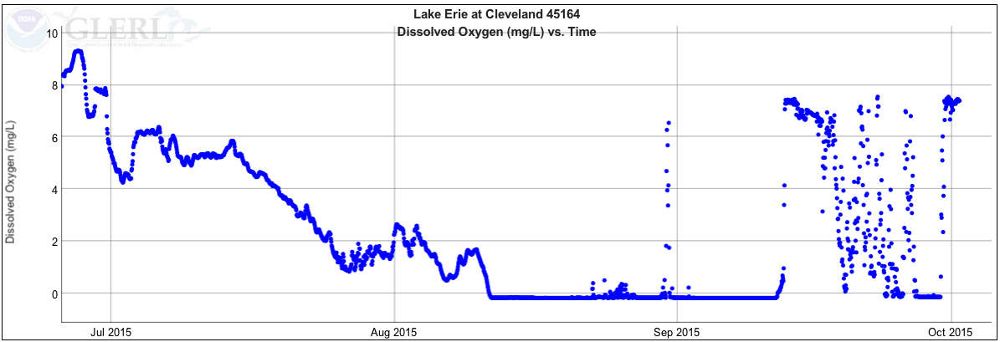 Lake Erie at Cleveland 45164
NOAA
GLERL
Dissolved Oxygen (mg/L) vs. Time
10
8
6
4
2
0
Dissolved Oxygen (mg/L)
Jul 2015
Aug 2015
Sep 2015
Oct 2015